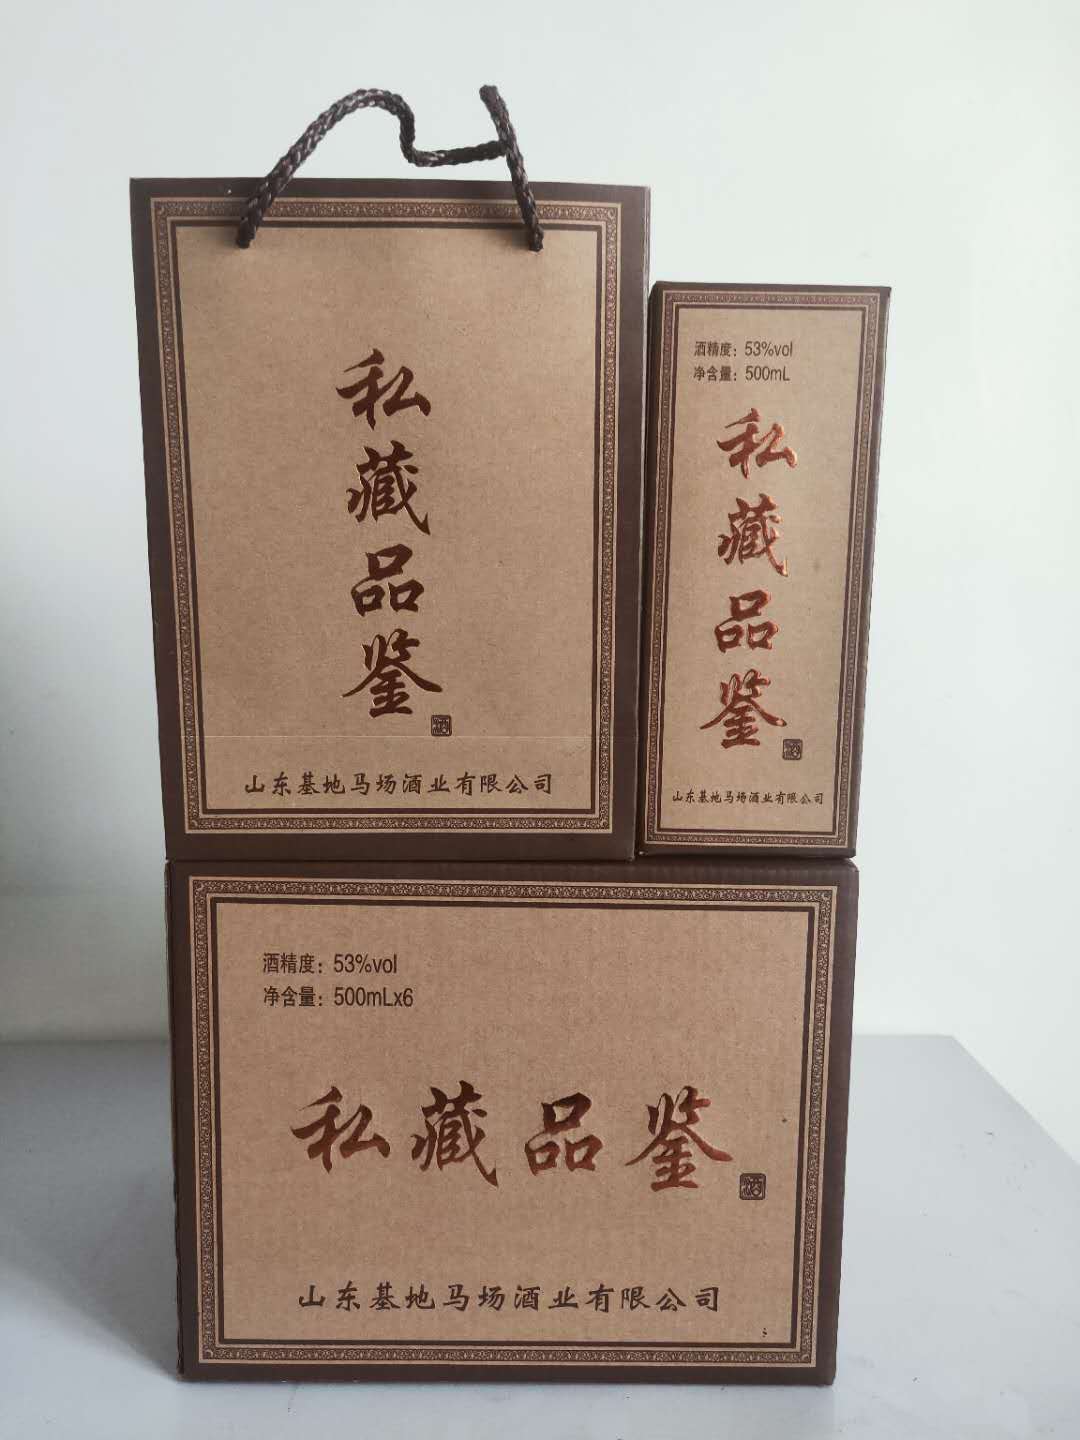 私藏品鉴
酒
山东基地马场酒业有限公司
酒精度：53%vol
净含量：500mL
私藏品鉴
酒
山东基地马场酒业有限公司
酒精度：53%vol
净含量：500mLx6
私藏品鉴
酒
山东基地马场酒业有限公司